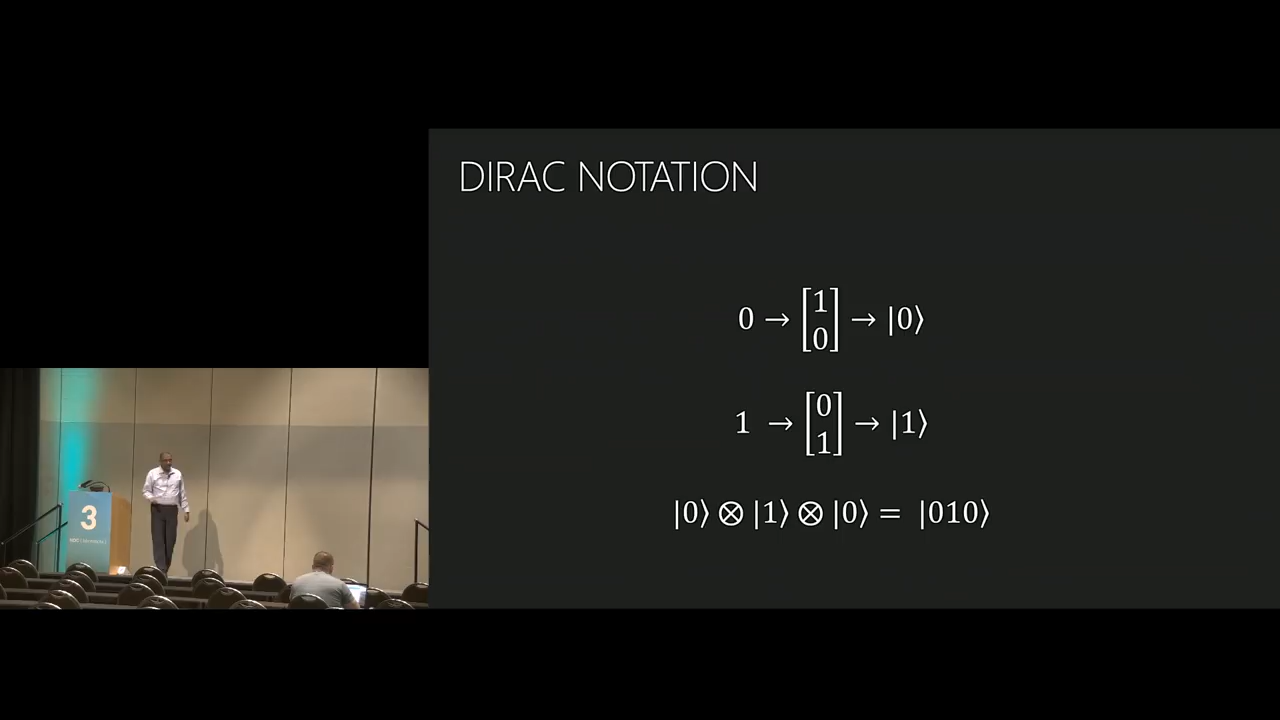 DIRAC NOTATION
0 → [1 0] → |0⟩
1 → [0 1] → |1⟩
|0⟩ ⊗ |1⟩ ⊗ |0⟩ = |010⟩
3